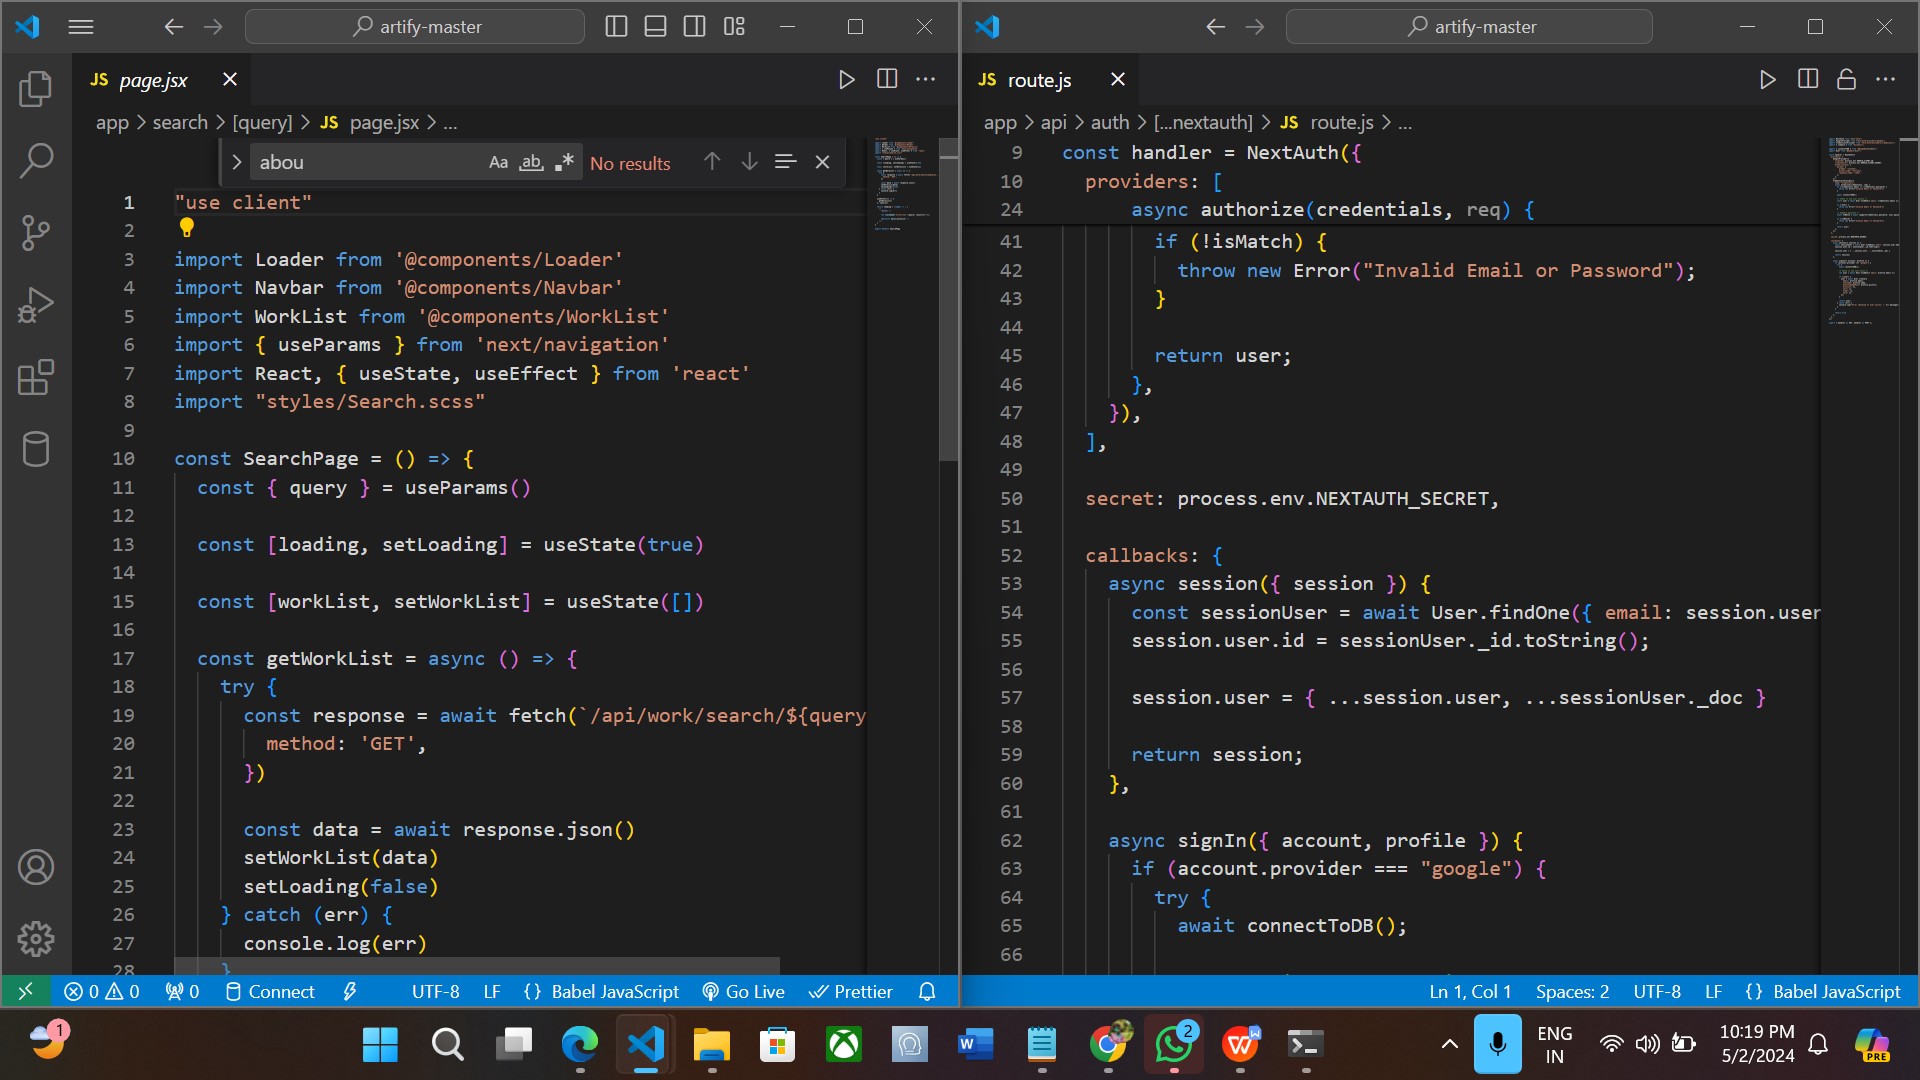 artify-master
JS page.jsx
app > search > [query] > JS page.jsx > ...
abou Aa ab .* No results
1 "use client"
2
3 import Loader from '@components/Loader'
4 import Navbar from '@components/Navbar'
5 import WorkList from '@components/WorkList'
6 import { useParams } from 'next/navigation'
7 import React, { useState, useEffect } from 'react'
8 import "styles/Search.scss"
9
10 const SearchPage = () => {
11 const { query } = useParams()
12
13 const [loading, setLoading] = useState(true)
14
15 const [workList, setWorkList] = useState([])
16
17 const getWorkList = async () => {
18 try {
19 const response = await fetch(`/api/work/search/${query
20 method: 'GET',
21 })
22
23 const data = await response.json()
24 setWorkList(data)
25 setLoading(false)
26 } catch (err) {
27 console.log(err)
28 }
0 0 0 Connect UTF-8 LF {} Babel JavaScript Go Live Prettier
artify-master
JS route.js
app > api > auth > [...nextauth] > JS route.js > ...
9 const handler = NextAuth({
10 providers: [
24 async authorize(credentials, req) {
41 if (!isMatch) {
42 throw new Error("Invalid Email or Password");
43 }
44
45 return user;
46 },
47 }),
48 ],
49
50 secret: process.env.NEXTAUTH_SECRET,
51
52 callbacks: {
53 async session({ session }) {
54 const sessionUser = await User.findOne({ email: session.user
55 session.user.id = sessionUser._id.toString();
56
57 session.user = { ...session.user, ...sessionUser._doc }
58
59 return session;
60 },
61
62 async signIn({ account, profile }) {
63 if (account.provider === "google") {
64 try {
65 await connectToDB();
66
Ln 1, Col 1 Spaces: 2 UTF-8 LF {} Babel JavaScript
1
W
2
W
ENG
IN
10:19 PM
5/2/2024
PRE